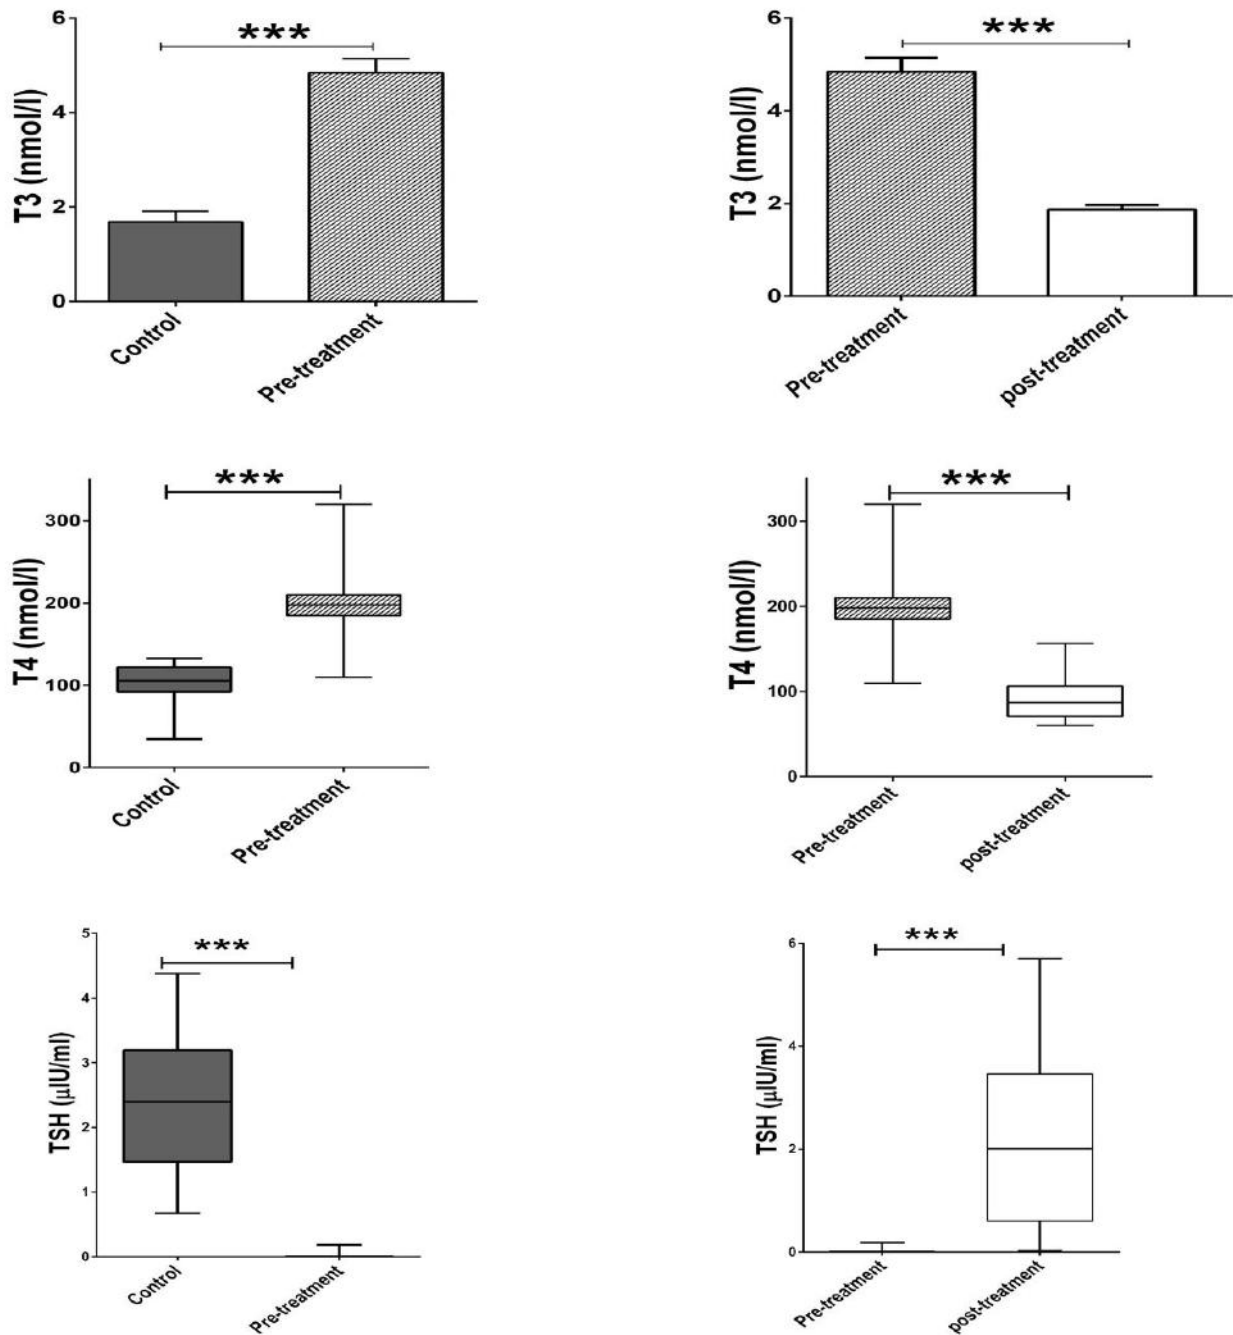 ***
T3 (nmol/l)
6
4
2
0
Control
Pre-treatment
***
T3 (nmol/l)
6
4
2
0
Pre-treatment
post-treatment
***
T4 (nmol/l)
300
200
100
0
Control
Pre-treatment
***
T4 (nmol/l)
300
200
100
0
Pre-treatment
post-treatment
***
TSH (µIU/ml)
5
4
3
2
1
0
Control
Pre-treatment
***
TSH (µIU/ml)
6
4
2
0
Pre-treatment
post-treatment